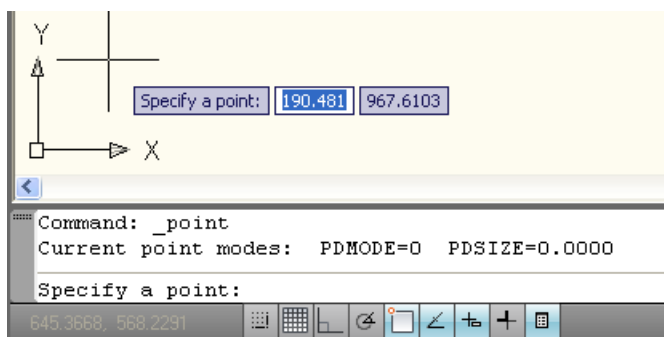 Y
Specify a point: 190.481 967.6103
X
Command: _point
Current point modes:  PDMODE=0  PDSIZE=0.0000
Specify a point:
645.3668, 568.2291